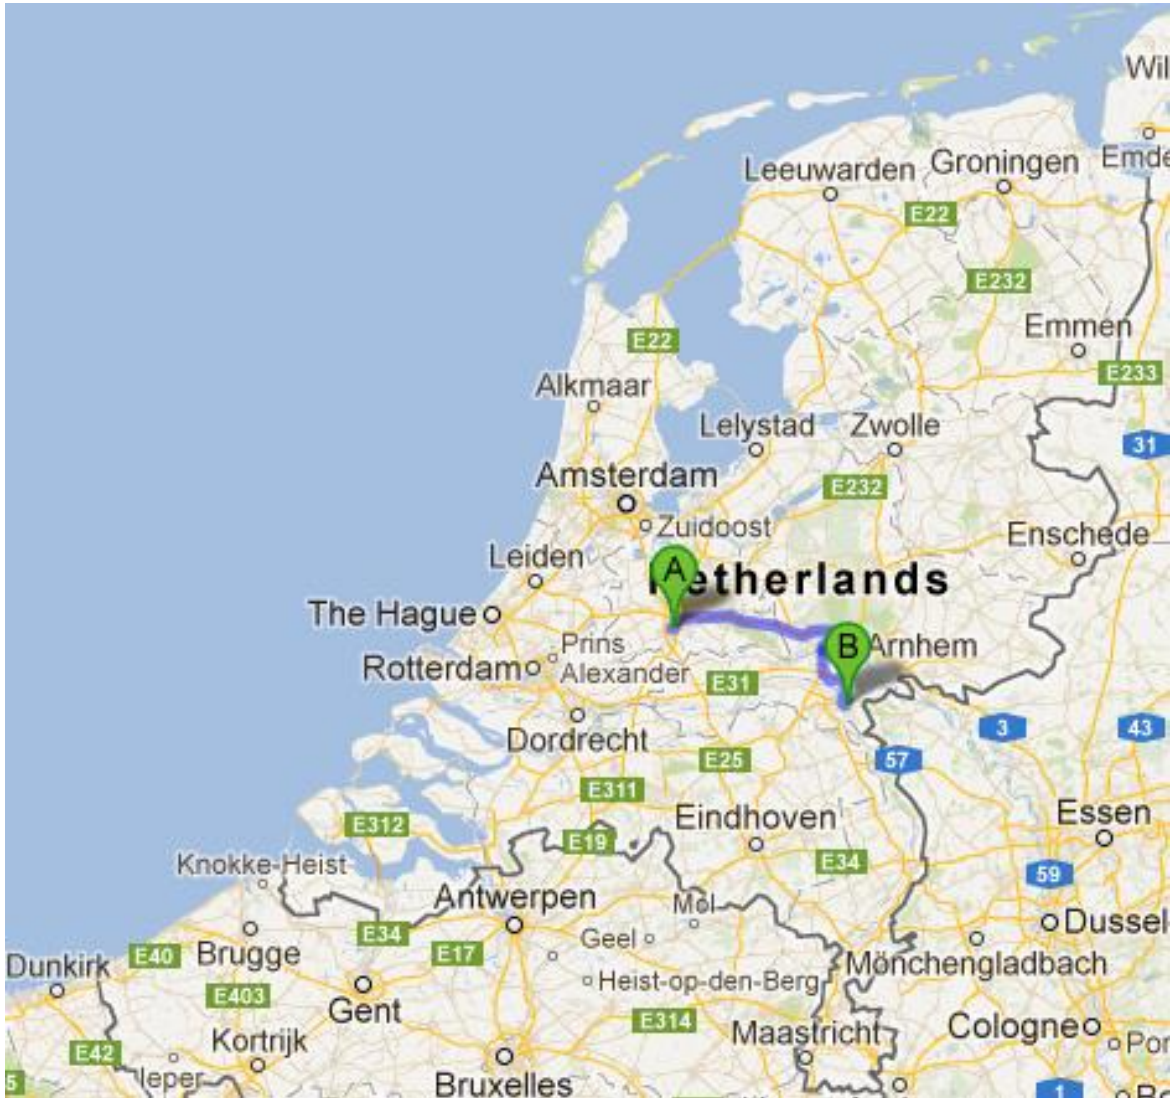 Wil
Leeuwarden
Groningen
Emde
E22
E232
Emmen
E22
E233
Alkmaar
Lelystad
Zwolle
31
Amsterdam
E232
Zuidoost
Enschede
Leiden
A
Netherlands
The Hague
Prins
Alexander
B
Arnhem
Rotterdam
E31
Dordrecht
3
43
E25
57
E311
Essen
E312
Eindhoven
E19
E34
Knokke-Heist
59
Antwerpen
Mol
Dussel
E34
Geel
E40
Brugge
E17
Mönchengladbach
Dunkirk
Heist-op-den-Berg
E403
Gent
E314
Maastricht
Cologne
Kortrijk
Por
E42
Ieper
5
Bruxelles
1